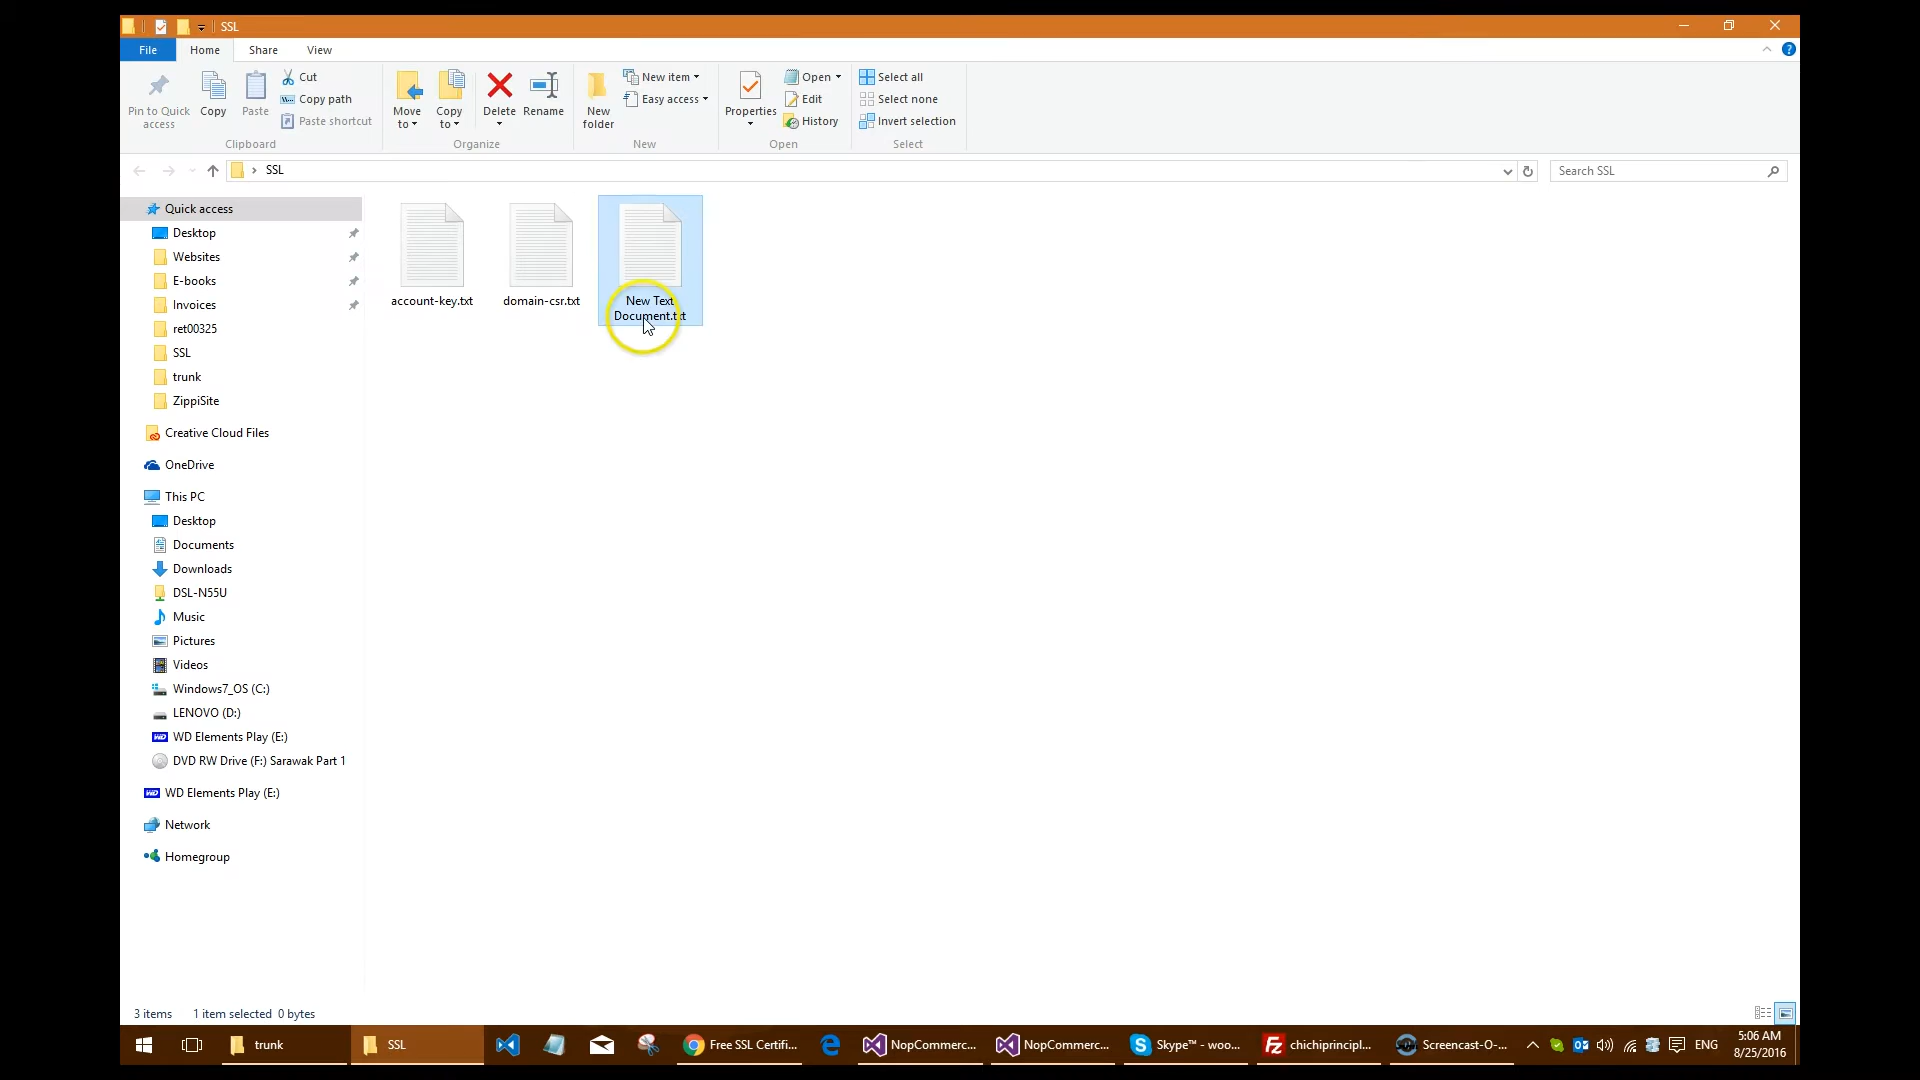 SSL
File Home Share View
Pin to Quick access
Copy
Paste
Cut
Copy path
Paste shortcut
Clipboard
Move to
Copy to
Delete
Rename
Organize
New folder
New item
Easy access
New
Properties
Open
Edit
History
Open
Select all
Select none
Invert selection
Select
SSL
Search SSL
Quick access
Desktop
Websites
E-books
Invoices
ret00325
SSL
trunk
ZippiSite
Creative Cloud Files
OneDrive
This PC
Desktop
Documents
Downloads
DSL-N55U
Music
Pictures
Videos
Windows7_OS (C:)
LENOVO (D:)
WD Elements Play (E:)
DVD RW Drive (F:) Sarawak Part 1
WD Elements Play (E:)
Network
Homegroup
account-key.txt
domain-csr.txt
New Text
Document.txt
3 items 1 item selected 0 bytes
trunk
SSL
Free SSL Certifi...
NopCommerc...
NopCommerc...
Skype™ - woo...
chichiprincipl...
Screencast-O-...
ENG
5:06 AM
8/25/2016